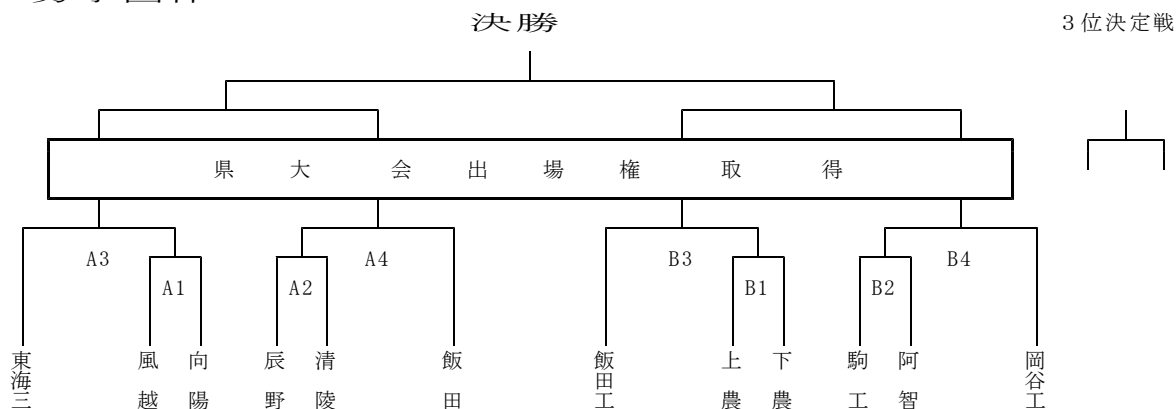 決勝
3位決定戦
県大会出場権取得
A3
A4
B3
B4
A1
A2
B1
B2
東海三
風越
向陽
辰野
清陵
飯田
飯田工
上農
下農
駒工
阿智
岡谷工